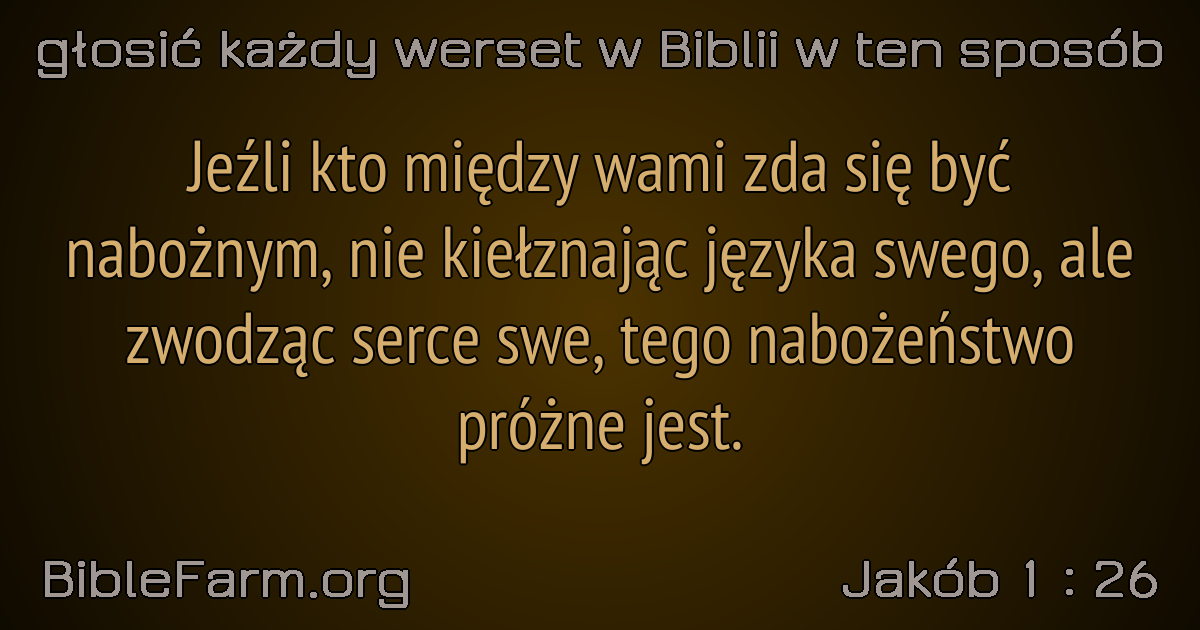 głosić każdy werset w Biblii w ten sposób
Jeźli kto między wami zda się być
nabożnym, nie kiełznając języka swego, ale
zwodząc serce swe, tego nabożeństwo
próżne jest.
BibleFarm.org
Jakób 1 : 26